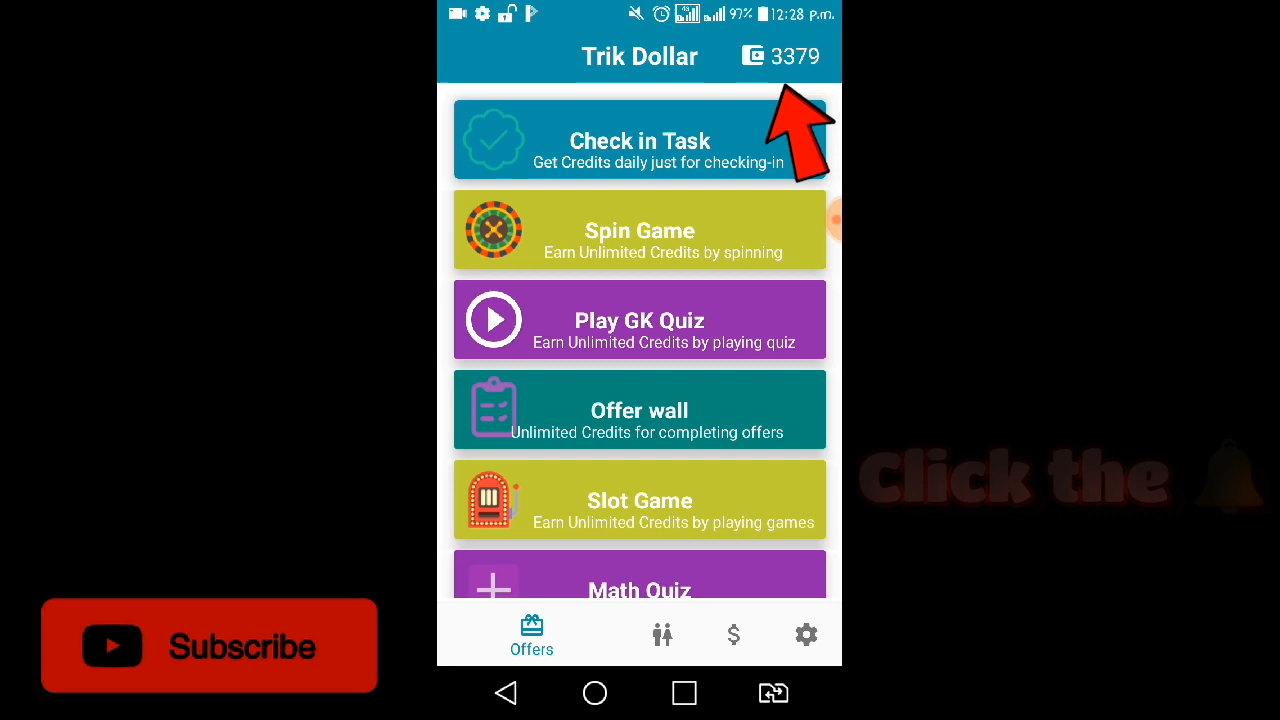 97% 12:28 p.m.
Trik Dollar 3379
Check in Task
Get Credits daily just for checking-in
Spin Game
Earn Unlimited Credits by spinning
Play GK Quiz
Earn Unlimited Credits by playing quiz
Offer wall
Unlimited Credits for completing offers
Slot Game
Earn Unlimited Credits by playing games
Math Quiz
Offers
Click the
Subscribe